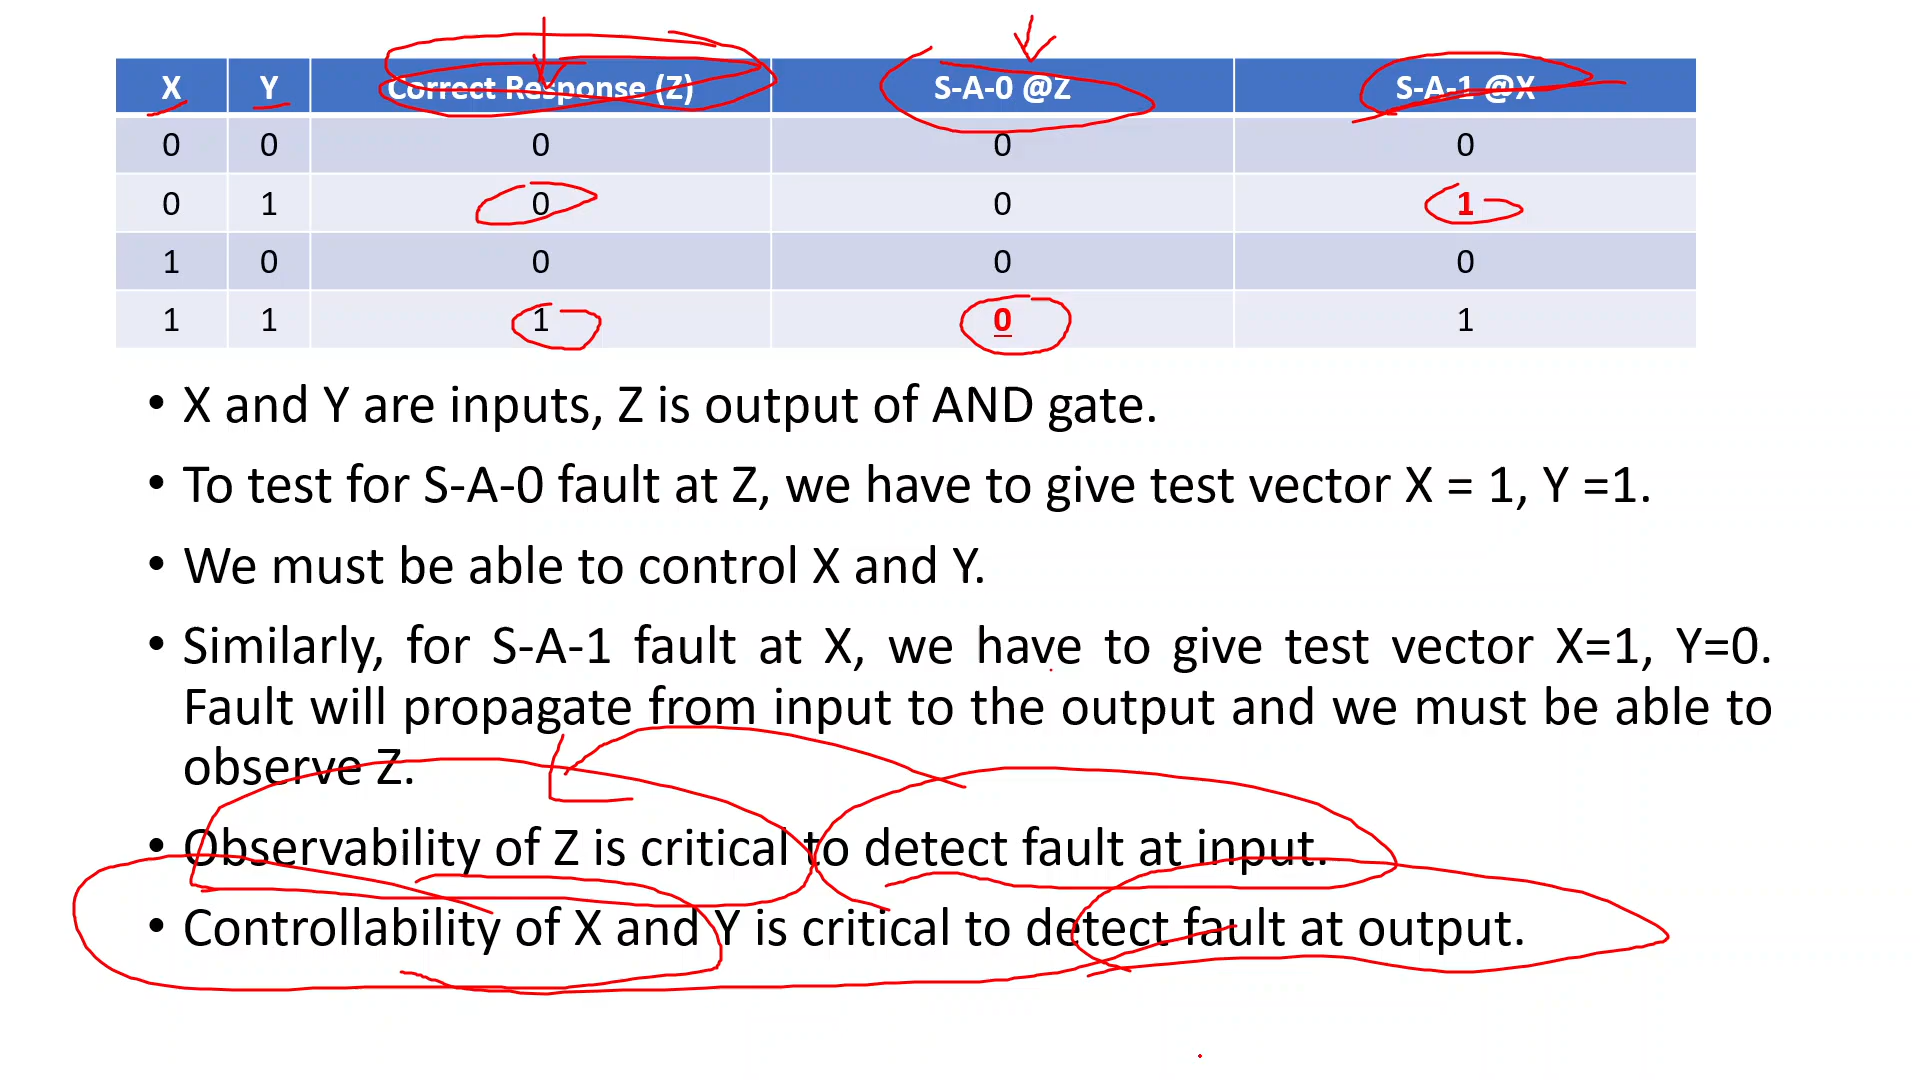 X Y Correct Response (Z) S-A-0 @Z S-A-1 @X
0 0 0 0 0
0 1 0 0 1
1 0 0 0 0
1 1 1 0 1
• X and Y are inputs, Z is output of AND gate.
• To test for S-A-0 fault at Z, we have to give test vector X = 1, Y =1.
• We must be able to control X and Y.
• Similarly, for S-A-1 fault at X, we have to give test vector X=1, Y=0.
Fault will propagate from input to the output and we must be able to
observe Z.
• Observability of Z is critical to detect fault at input.
• Controllability of X and Y is critical to detect fault at output.